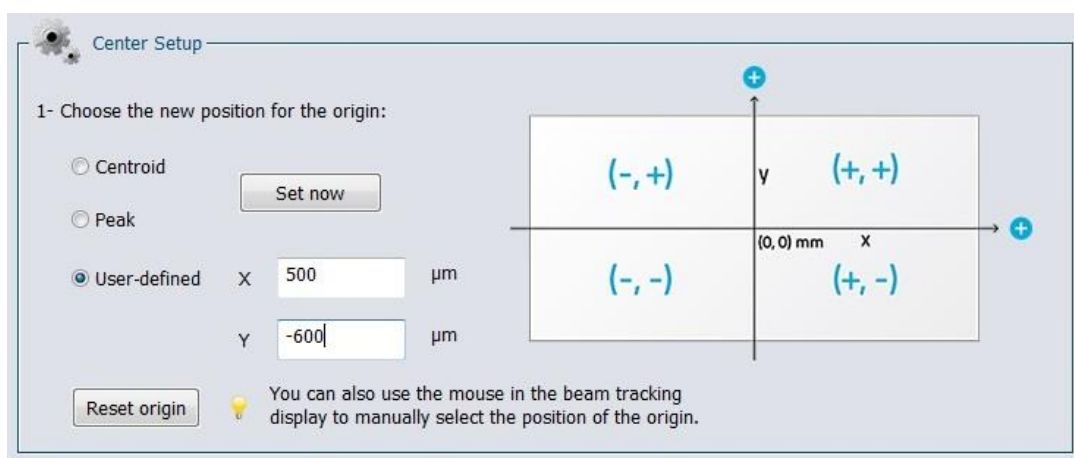 Center Setup
1- Choose the new position for the origin:
Centroid
Set now
Peak
User-defined X 500 µm
Y -600 µm
Reset origin
You can also use the mouse in the beam tracking
display to manually select the position of the origin.
+
(-, +) y (+, +)
+
(0, 0) mm x
(-, -) (+, -)